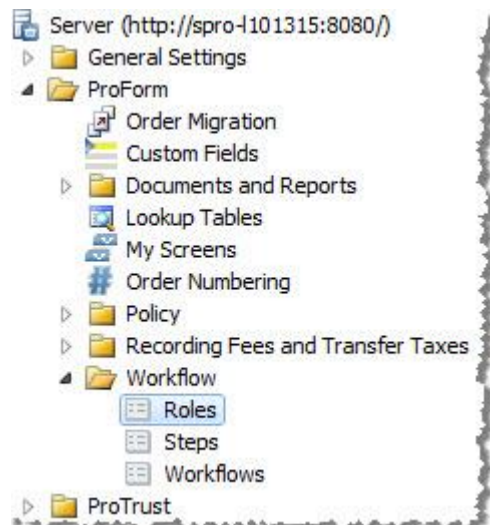 Server (http://spro-l101315:8080/)
General Settings
ProForm
Order Migration
Custom Fields
Documents and Reports
Lookup Tables
My Screens
Order Numbering
Policy
Recording Fees and Transfer Taxes
Workflow
Roles
Steps
Workflows
ProTrust